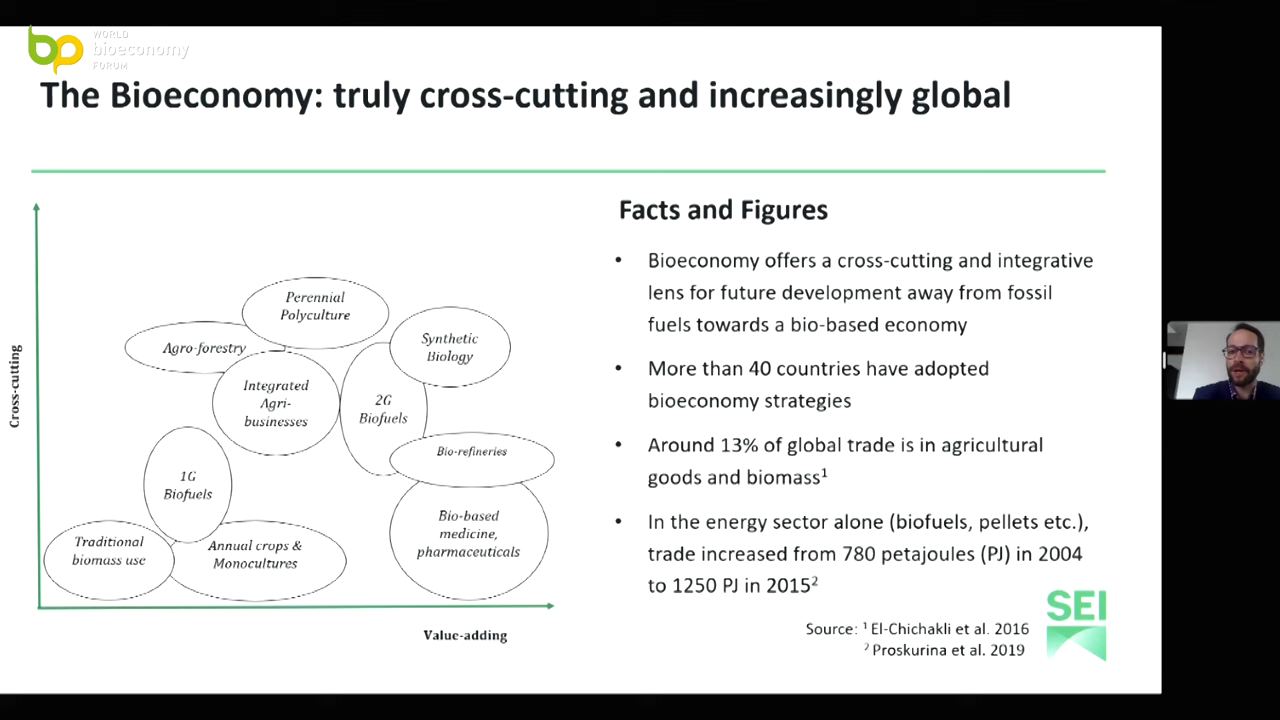 WORLD
bioeconomy
FORUM
The Bioeconomy: truly cross-cutting and increasingly global
Cross-cutting
Perennial
Polyculture
Agro-forestry
Synthetic
Biology
Integrated
Agri-
businesses
2G
Biofuels
Bio-refineries
1G
Biofuels
Bio-based
medicine,
pharmaceuticals
Traditional
biomass use
Annual crops &
Monocultures
Value-adding
Facts and Figures
• Bioeconomy offers a cross-cutting and integrative
lens for future development away from fossil
fuels towards a bio-based economy
• More than 40 countries have adopted
bioeconomy strategies
• Around 13% of global trade is in agricultural
goods and biomass¹
• In the energy sector alone (biofuels, pellets etc.),
trade increased from 780 petajoules (PJ) in 2004
to 1250 PJ in 2015²
Source: ¹ El-Chichakli et al. 2016
² Proskurina et al. 2019
SEI